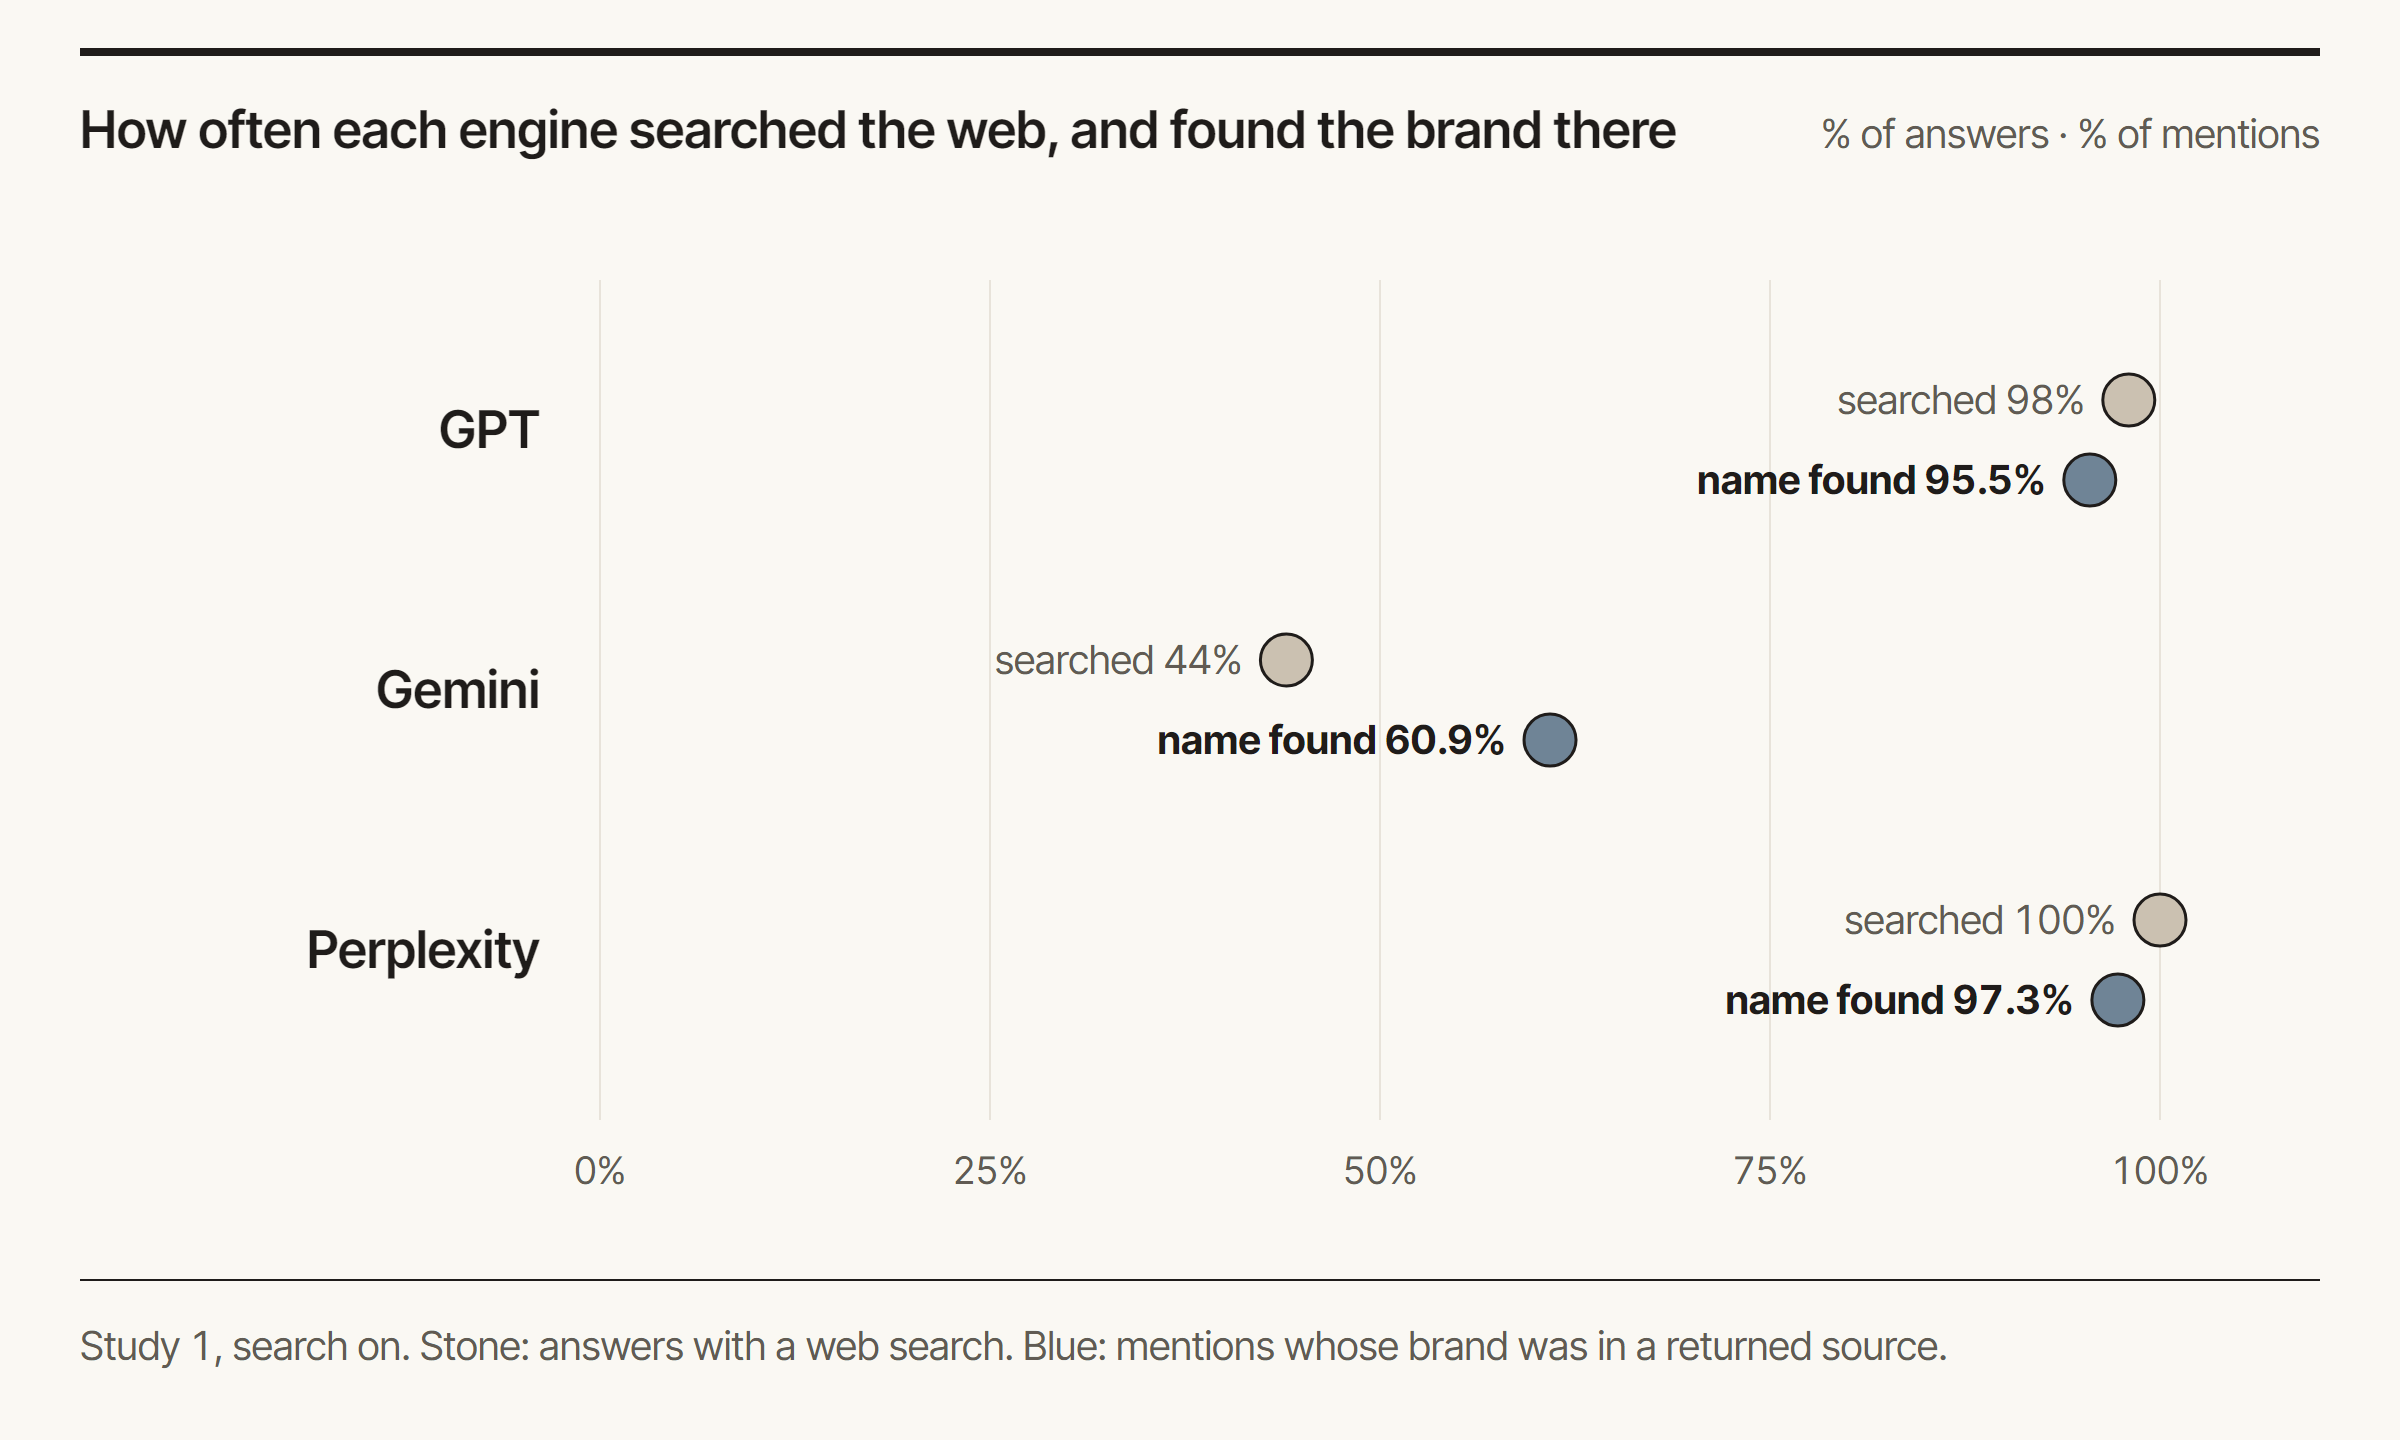 How often each engine searched the web, and found the brand there
% of answers · % of mentions
GPT
searched 98%
name found 95.5%
Gemini
searched 44%
name found 60.9%
Perplexity
searched 100%
name found 97.3%
0% 25% 50% 75% 100%
Study 1, search on. Stone: answers with a web search. Blue: mentions whose brand was in a returned source.